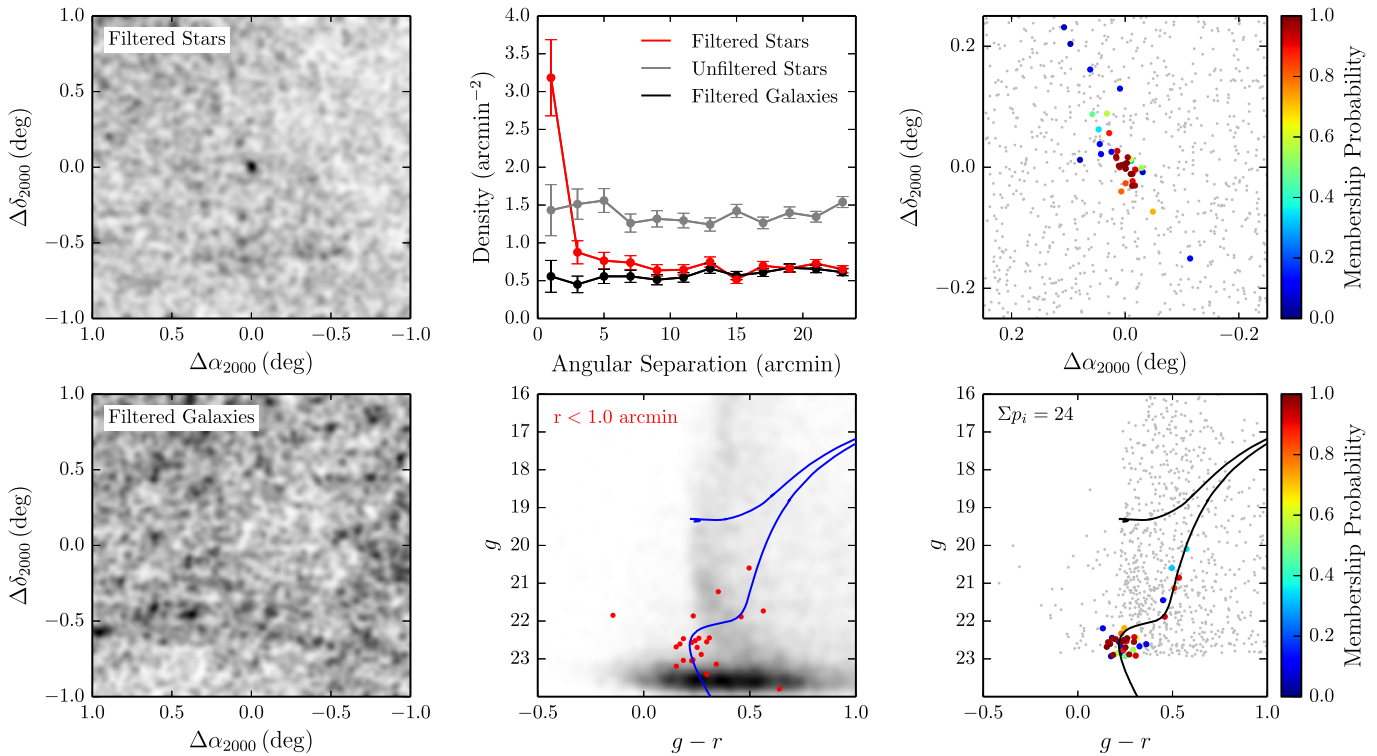 Filtered Stars
1.0
0.5
0.0
−0.5
−1.0
Δδ2000 (deg)
1.0 0.5 0.0 −0.5 −1.0
Δα2000 (deg)
Filtered Stars
Unfiltered Stars
Filtered Galaxies
4.0
3.5
3.0
2.5
2.0
1.5
1.0
0.5
0.0
Density (arcmin−2)
0 5 10 15 20
Angular Separation (arcmin)
0.2
0.0
−0.2
Δδ2000 (deg)
0.2 0.0 −0.2
Δα2000 (deg)
1.0
0.8
0.6
0.4
0.2
0.0
Membership Probability
Filtered Galaxies
1.0
0.5
0.0
−0.5
−1.0
Δδ2000 (deg)
1.0 0.5 0.0 −0.5 −1.0
Δα2000 (deg)
r < 1.0 arcmin
16
17
18
19
20
21
22
23
g
−0.5 0.0 0.5 1.0
g − r
Σpi = 24
16
17
18
19
20
21
22
23
g
−0.5 0.0 0.5 1.0
g − r
1.0
0.8
0.6
0.4
0.2
0.0
Membership Probability